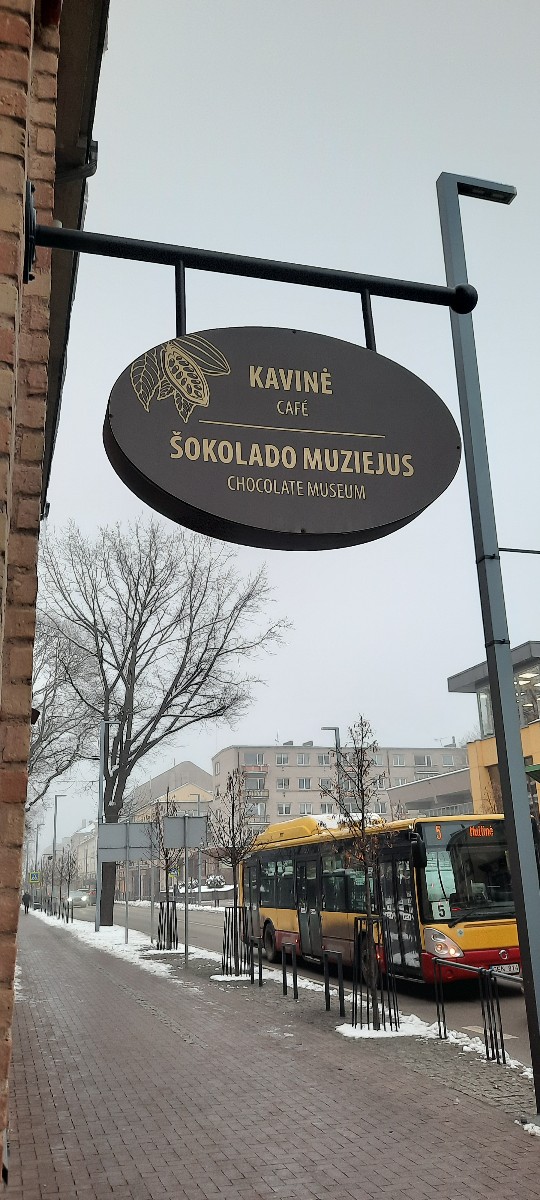 KAVINĖ
CAFÉ
ŠOKOLADO MUZIEJUS
CHOCOLATE MUSEUM
5
5